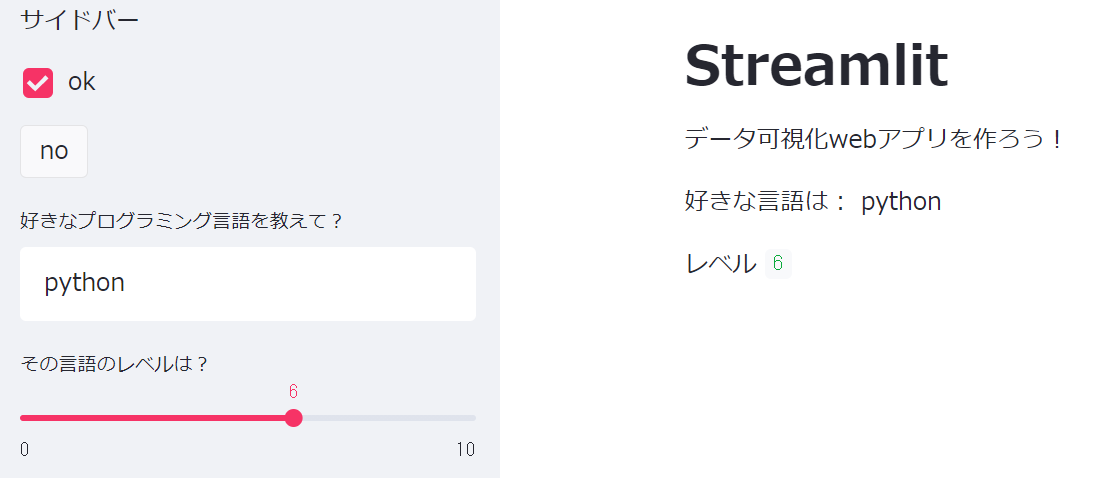 サイドバー
ok
no
好きなプログラミング言語を教えて？
python
その言語のレベルは？
6
0
10
Streamlit
データ可視化webアプリを作ろう！
好きな言語は： python
レベル 6